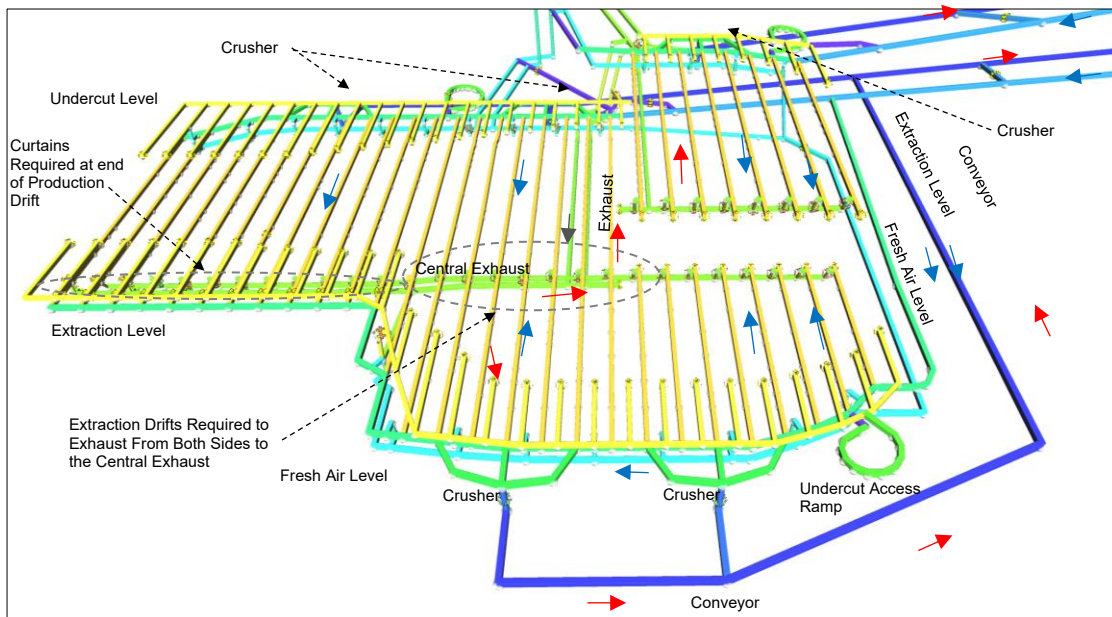 Crusher
Undercut Level
Curtains
Required at end
of Production
Drift
Crusher
Extraction Level
Conveyor
Exhaust
Fresh Air Level
Central Exhaust
Extraction Level
Extraction Drifts Required to
Exhaust From Both Sides to
the Central Exhaust
Fresh Air Level
Crusher
Crusher
Undercut Access
Ramp
Conveyor